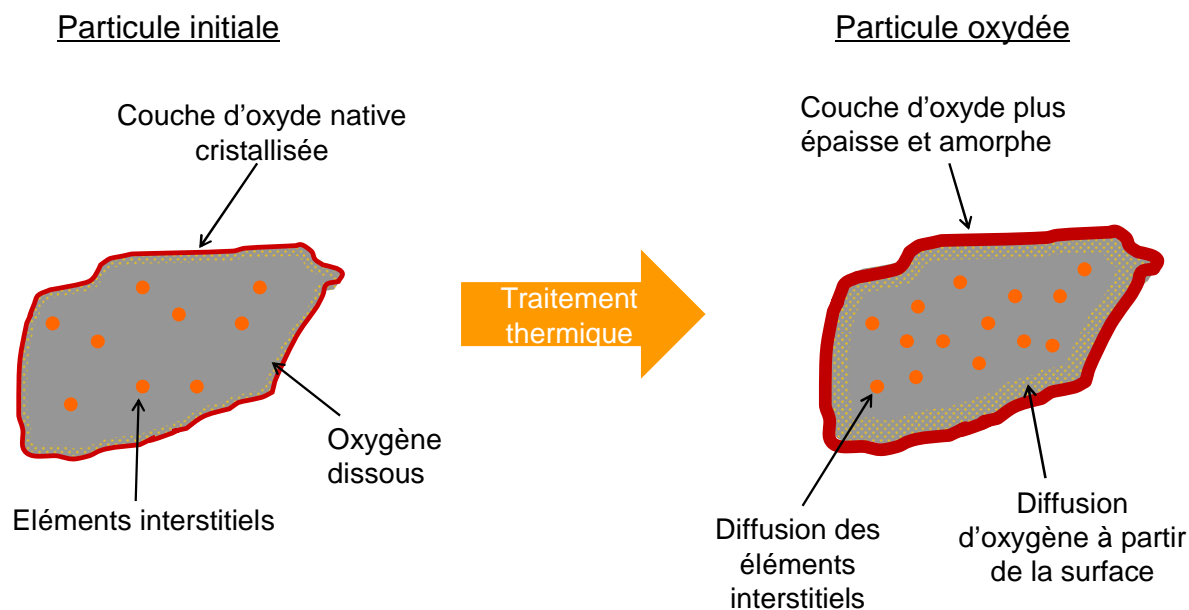 Particule initiale
Particule oxydée
Couche d'oxyde native
cristallisée
Couche d'oxyde plus
épaisse et amorphe
Traitement
thermique
Oxygène
dissous
Eléments interstitiels
Diffusion des
éléments
interstitiels
Diffusion
d'oxygène à partir
de la surface